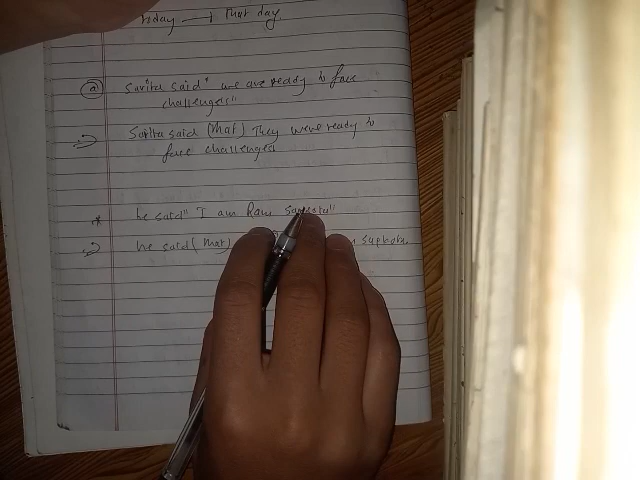 Today → that day.
(a) Savita said" we are ready to face
challenges"
⇒ Savita said (that) They were ready to
face challenges
* he said" I am Ram
⇒ he said (that)